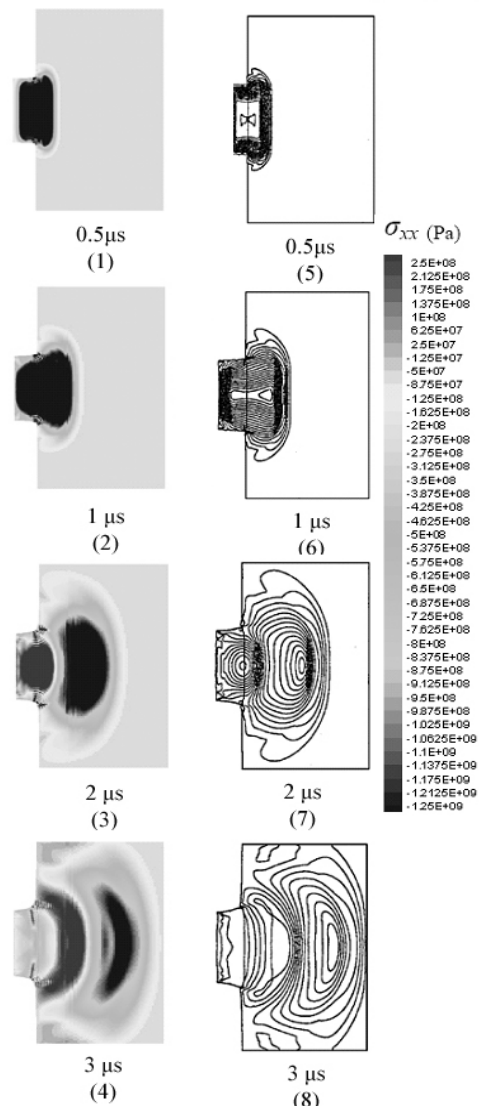 0.5μs
(1)
0.5μs
(5)
σxx (Pa)
2.5E+08
2.125E+08
1.75E+08
1.375E+08
1E+08
6.25E+07
2.5E+07
-1.25E+07
-5E+07
-8.75E+07
-1.25E+08
-1.625E+08
-2E+08
-2.375E+08
-2.75E+08
-3.125E+08
-3.5E+08
-3.875E+08
-4.25E+08
-4.625E+08
-5E+08
-5.375E+08
-5.75E+08
-6.125E+08
-6.5E+08
-6.875E+08
-7.25E+08
-7.625E+08
-8E+08
-8.375E+08
-8.75E+08
-9.125E+08
-9.5E+08
-9.875E+08
-1.025E+09
-1.0625E+09
-1.1E+09
-1.1375E+09
-1.175E+09
-1.2125E+09
-1.25E+09
1 μs
(2)
1 μs
(6)
2 μs
(3)
2 μs
(7)
3 μs
(4)
3 μs
(8)